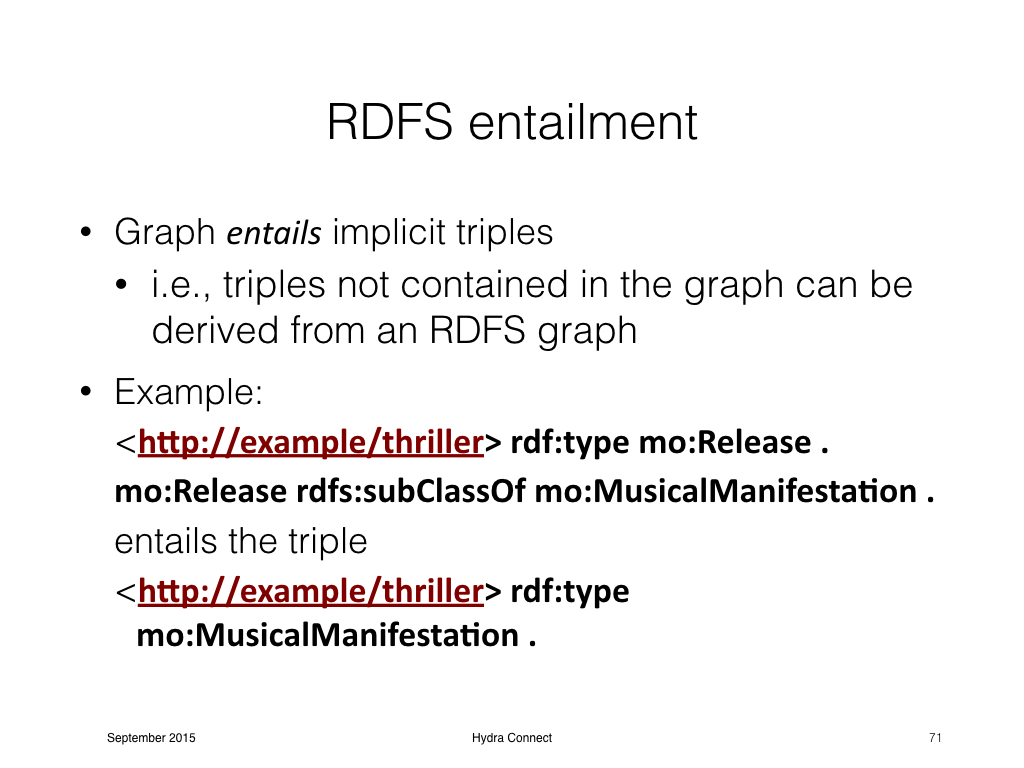 RDFS entailment
• Graph entails implicit triples
• i.e., triples not contained in the graph can be
derived from an RDFS graph
• Example:
<http://example/thriller> rdf:type mo:Release .
mo:Release rdfs:subClassOf mo:MusicalManifestation .
entails the triple
<http://example/thriller> rdf:type
mo:MusicalManifestation .
September 2015
Hydra Connect
71